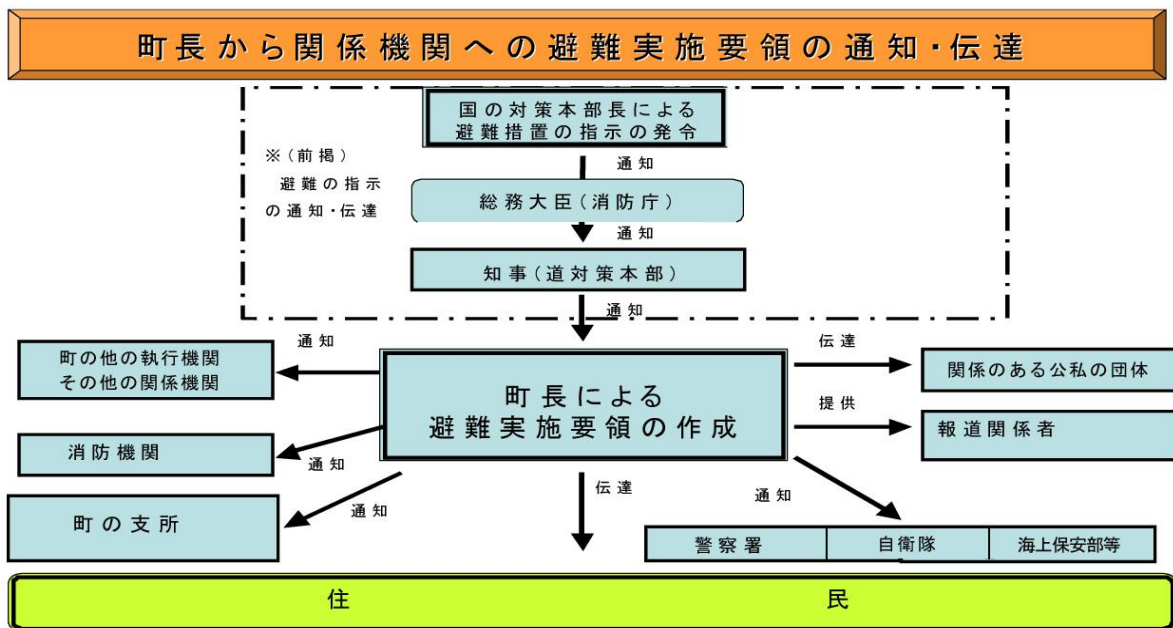 町長から関係機関への避難実施要領の通知・伝達
国の対策本部長による
避難措置の指示の発令
※(前掲)
避難の指示
の通知・伝達
通知
総務大臣(消防庁)
通知
知事(道対策本部)
通知
通知
伝達
町の他の執行機関
その他の関係機関
町長による
避難実施要領の作成
関係のある公私の団体
提供
消防機関
報道関係者
通知
伝達
通知
通知
町の支所
警察署
自衛隊
海上保安部等
住民